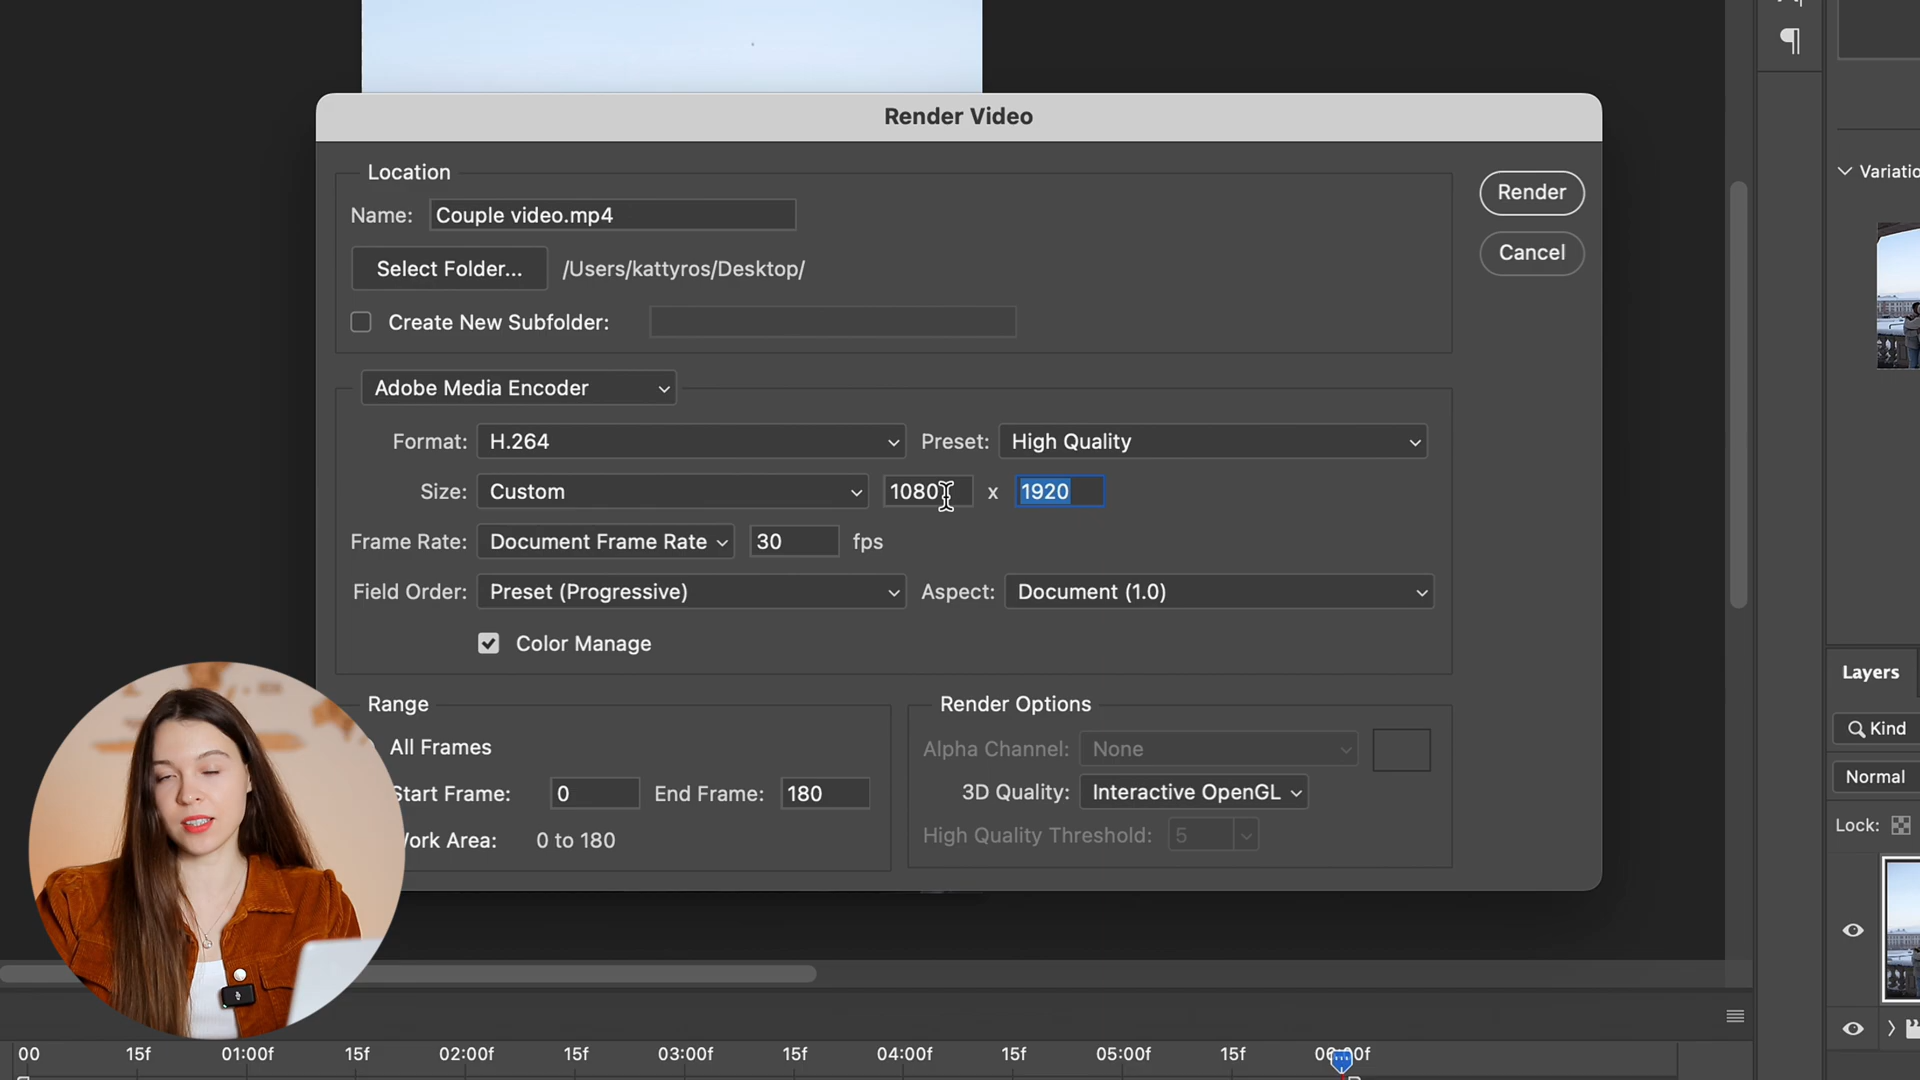 Render Video
Location
Render
Name: Couple video.mp4
Select Folder... /Users/kattyros/Desktop/
Cancel
Create New Subfolder:
Adobe Media Encoder
Format: H.264 Preset: High Quality
Size: Custom 1080 x 1920
Frame Rate: Document Frame Rate 30 fps
Field Order: Preset (Progressive) Aspect: Document (1.0)
Color Manage
Range
All Frames
Start Frame: 0 End Frame: 180
ork Area: 0 to 180
Render Options
Alpha Channel: None
3D Quality: Interactive OpenGL
High Quality Threshold: 5
Variatio
Layers
Kind
Normal
Lock:
00 15f 01:00f 15f 02:00f 15f 03:00f 15f 04:00f 15f 05:00f 15f 06:00f